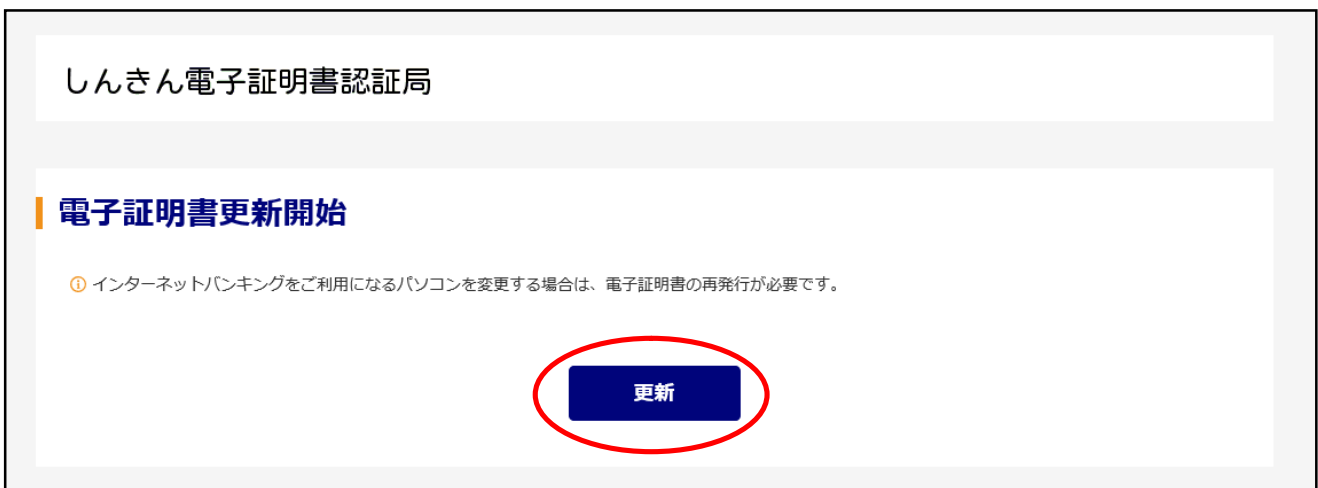 しんきん電子証明書認証局
電子証明書更新開始
インターネットバンキングをご利用になるパソコンを変更する場合は、電子証明書の再発行が必要です。
更新